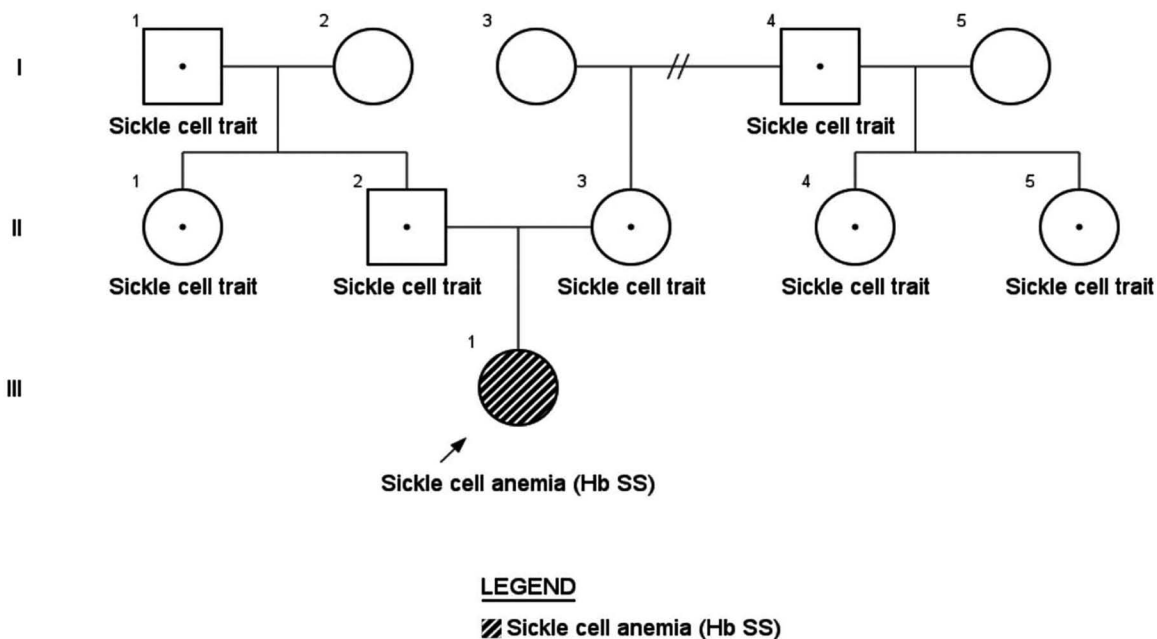 1 2 3 4 5
I
Sickle cell trait Sickle cell trait
1 2 3 4 5
II
Sickle cell trait Sickle cell trait Sickle cell trait Sickle cell trait Sickle cell trait
1
III
Sickle cell anemia (Hb SS)
LEGEND
Sickle cell anemia (Hb SS)